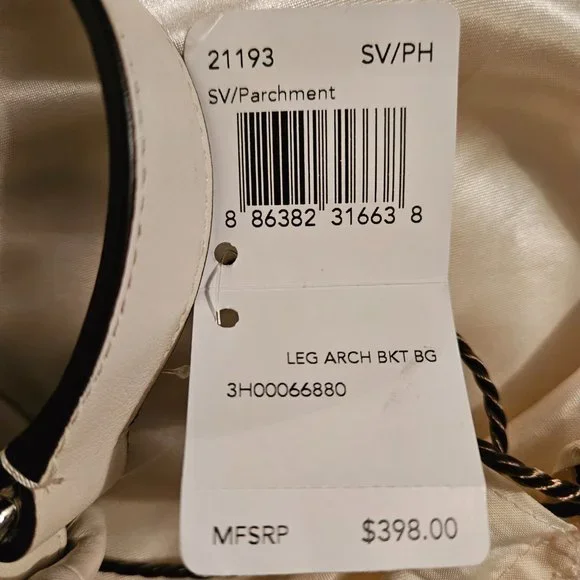 21193 SV/PH
SV/Parchment
8 86382 31663 8
LEG ARCH BKT BG
3H00066880
MFSRP $398.00